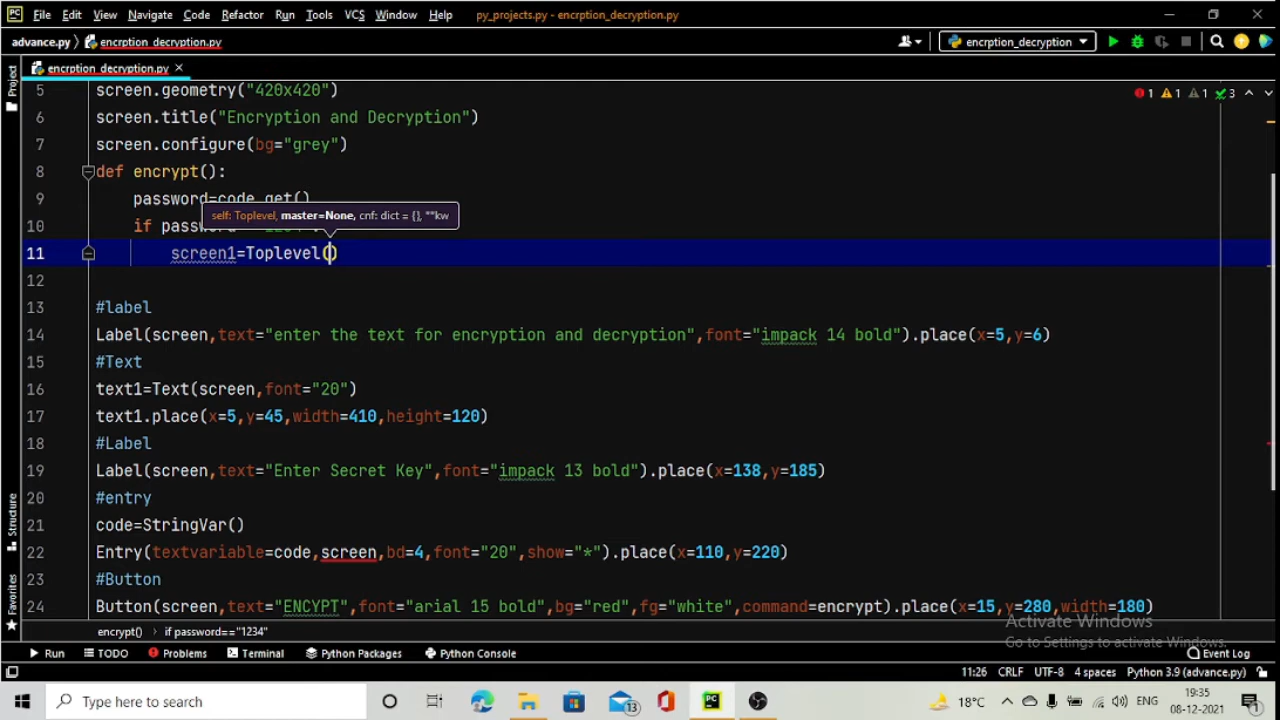 File Edit View Navigate Code Refactor Run Tools VCS Window Help py_projects.py - encrption_decryption.py
advance.py encrption_decryption.py encrption_decryption
encrption_decryption.py
Project
5 screen.geometry("420x420")
1 1 1 3
6 screen.title("Encryption and Decryption")
7 screen.configure(bg="grey")
8 def encrypt():
9 password=code.get()
self: Toplevel, master=None, cnf: dict = {}, **kw
10 if
11 screen1=Toplevel()
12
13 #label
14 Label(screen,text="enter the text for encryption and decryption",font="impack 14 bold").place(x=5,y=6)
15 #Text
16 text1=Text(screen,font="20")
17 text1.place(x=5,y=45,width=410,height=120)
18 #Label
19 Label(screen,text="Enter Secret Key",font="impack 13 bold").place(x=138,y=185)
20 #entry
21 code=StringVar()
22 Entry(textvariable=code,screen,bd=4,font="20",show="*").place(x=110,y=220)
23 #Button
24 Button(screen,text="ENCYPT",font="arial 15 bold",bg="red",fg="white",command=encrypt).place(x=15,y=280,width=180)
Structure
Favorites
Activate Windows
Go to Settings to activate Windows.
encrypt() if password=="1234"
Run TODO Problems Terminal Python Packages Python Console Event Log
11:26 CRLF UTF-8 4 spaces Python 3.9 (advance.py)
Type here to search 13 18°C ENG 19:35
08-12-2021 1